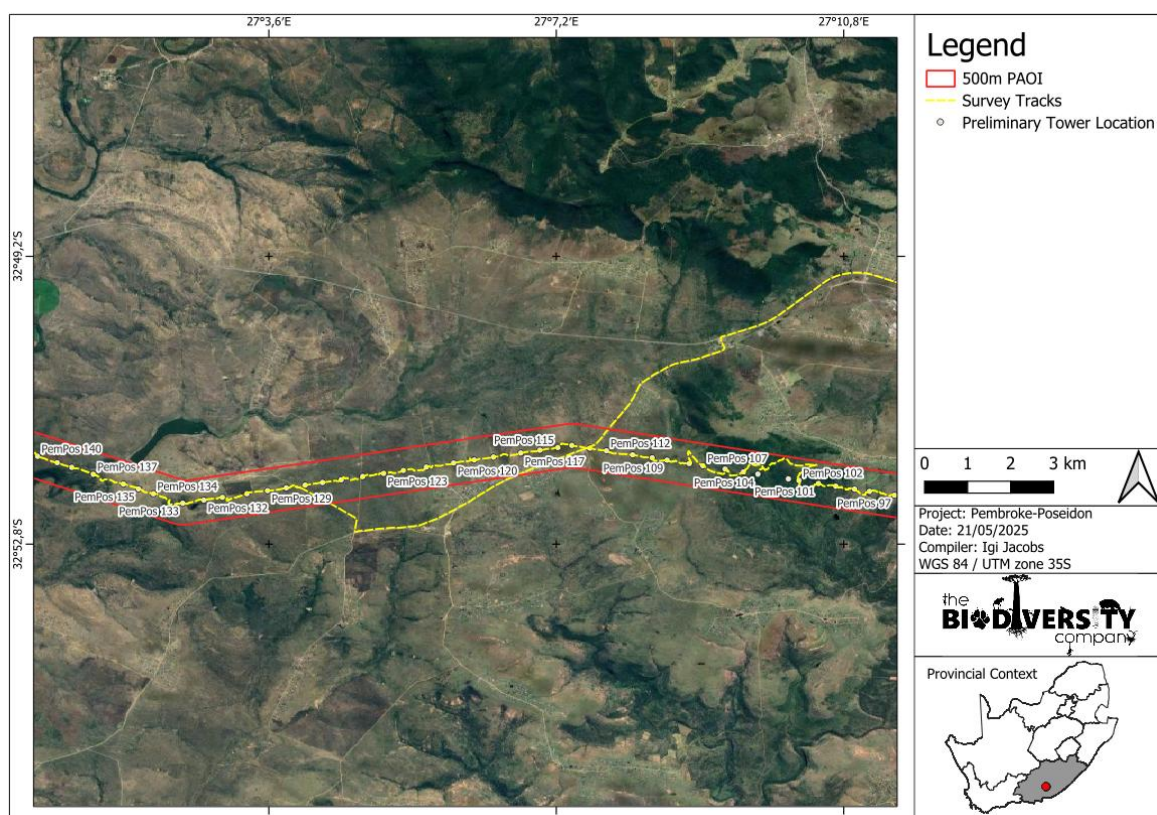 27°3,6'E
27°7,2'E
27°10,8'E
32°49,2'S
32°52,8'S
PemPos 140
PemPos 137
PemPos 135
PemPos 134
PemPos 133
PemPos 132
PemPos 129
PemPos 123
PemPos 120
PemPos 115
PemPos 117
PemPos 112
PemPos 109
PemPos 107
PemPos 104
PemPos 102
PemPos 101
PemPos 97
Legend
500m PAOI
Survey Tracks
Preliminary Tower Location
0 1 2 3 km
Project: Pembroke-Poseidon
Date: 21/05/2025
Compiler: Igi Jacobs
WGS 84 / UTM zone 35S
the
BIODIVERSITY
company
Provincial Context